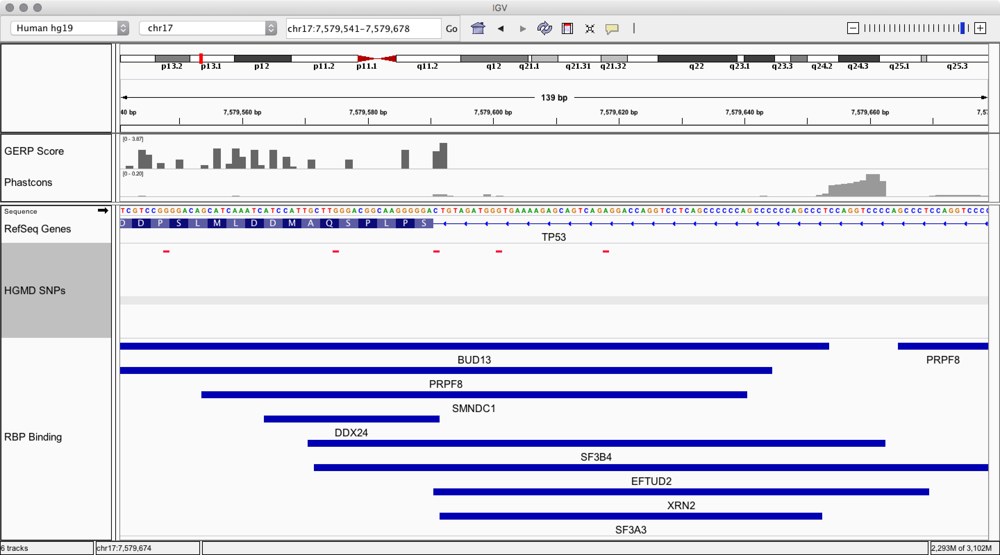 IGV
Human hg19 chr17 chr17:7,579,541-7,579,678 Go
p13.2 p13.1 p12 p11.2 p11.1 q11.2 q12 q21.1 q21.31 q21.32 q22 q23.1 q23.3 q24.2 q24.3 q25.1 q25.3
139 bp
40 bp 7,579,560 bp 7,579,580 bp 7,579,600 bp 7,579,620 bp 7,579,640 bp 7,579,660 bp 7,57
[0 - 3.87]
GERP Score
[0 - 0.20]
Phastcons
Sequence TCGTCCGGGGACAGCATCAAATCATCCATTGCTTGGGACGGCAAGGGGGACTGTAGATGGGTGAAAAGAGCAGTCAGAGGACCAGGTCCTCAGCCCCCCAGCCCCCCAGCCCTCCAGGTCCCCAGCCCTCCAGGTCCCC
D D P S L M L D D M A Q S P L P S
RefSeq Genes
TP53
HGMD SNPs
BUD13 PRPF8
PRPF8
SMNDC1
DDX24
RBP Binding
SF3B4
EFTUD2
XRN2
SF3A3
6 tracks chr17:7,579,674 2,293M of 3,102M